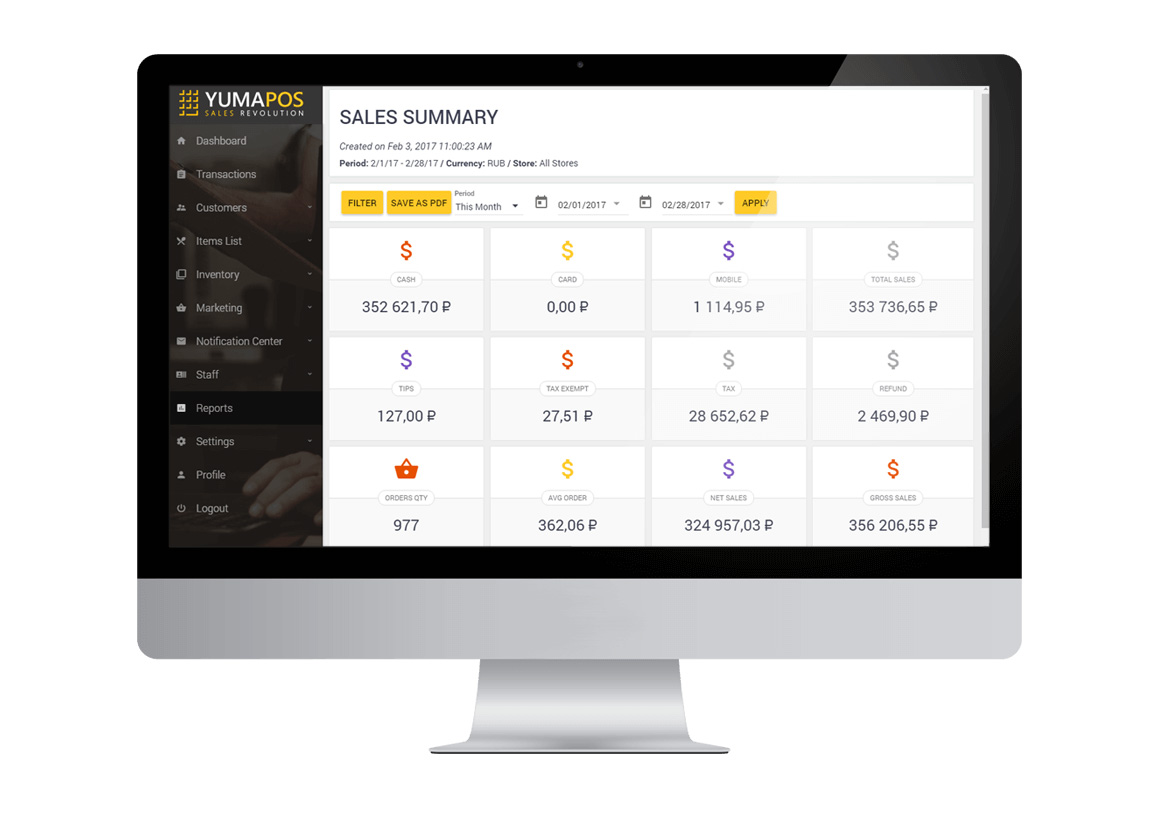 YUMAPOS
SALES REVOLUTION
Dashboard
Transactions
Customers
Items List
Inventory
Marketing
Notification Center
Staff
Reports
Settings
Profile
Logout
SALES SUMMARY
Created on Feb 3, 2017 11:00:23 AM
Period: 2/1/17 - 2/28/17 / Currency: RUB / Store: All Stores
FILTER
SAVE AS PDF
Period
This Month
02/01/2017
02/28/2017
APPLY
$ $ $ $
CASH CARD MOBILE TOTAL SALES
352 621,70 ₽ 0,00 ₽ 1 114,95 ₽ 353 736,65 ₽
$ $ $ $
TIPS TAX EXEMPT TAX REFUND
127,00 ₽ 27,51 ₽ 28 652,62 ₽ 2 469,90 ₽
$ $ $
ORDERS QTY AVG ORDER NET SALES GROSS SALES
977 362,06 ₽ 324 957,03 ₽ 356 206,55 ₽